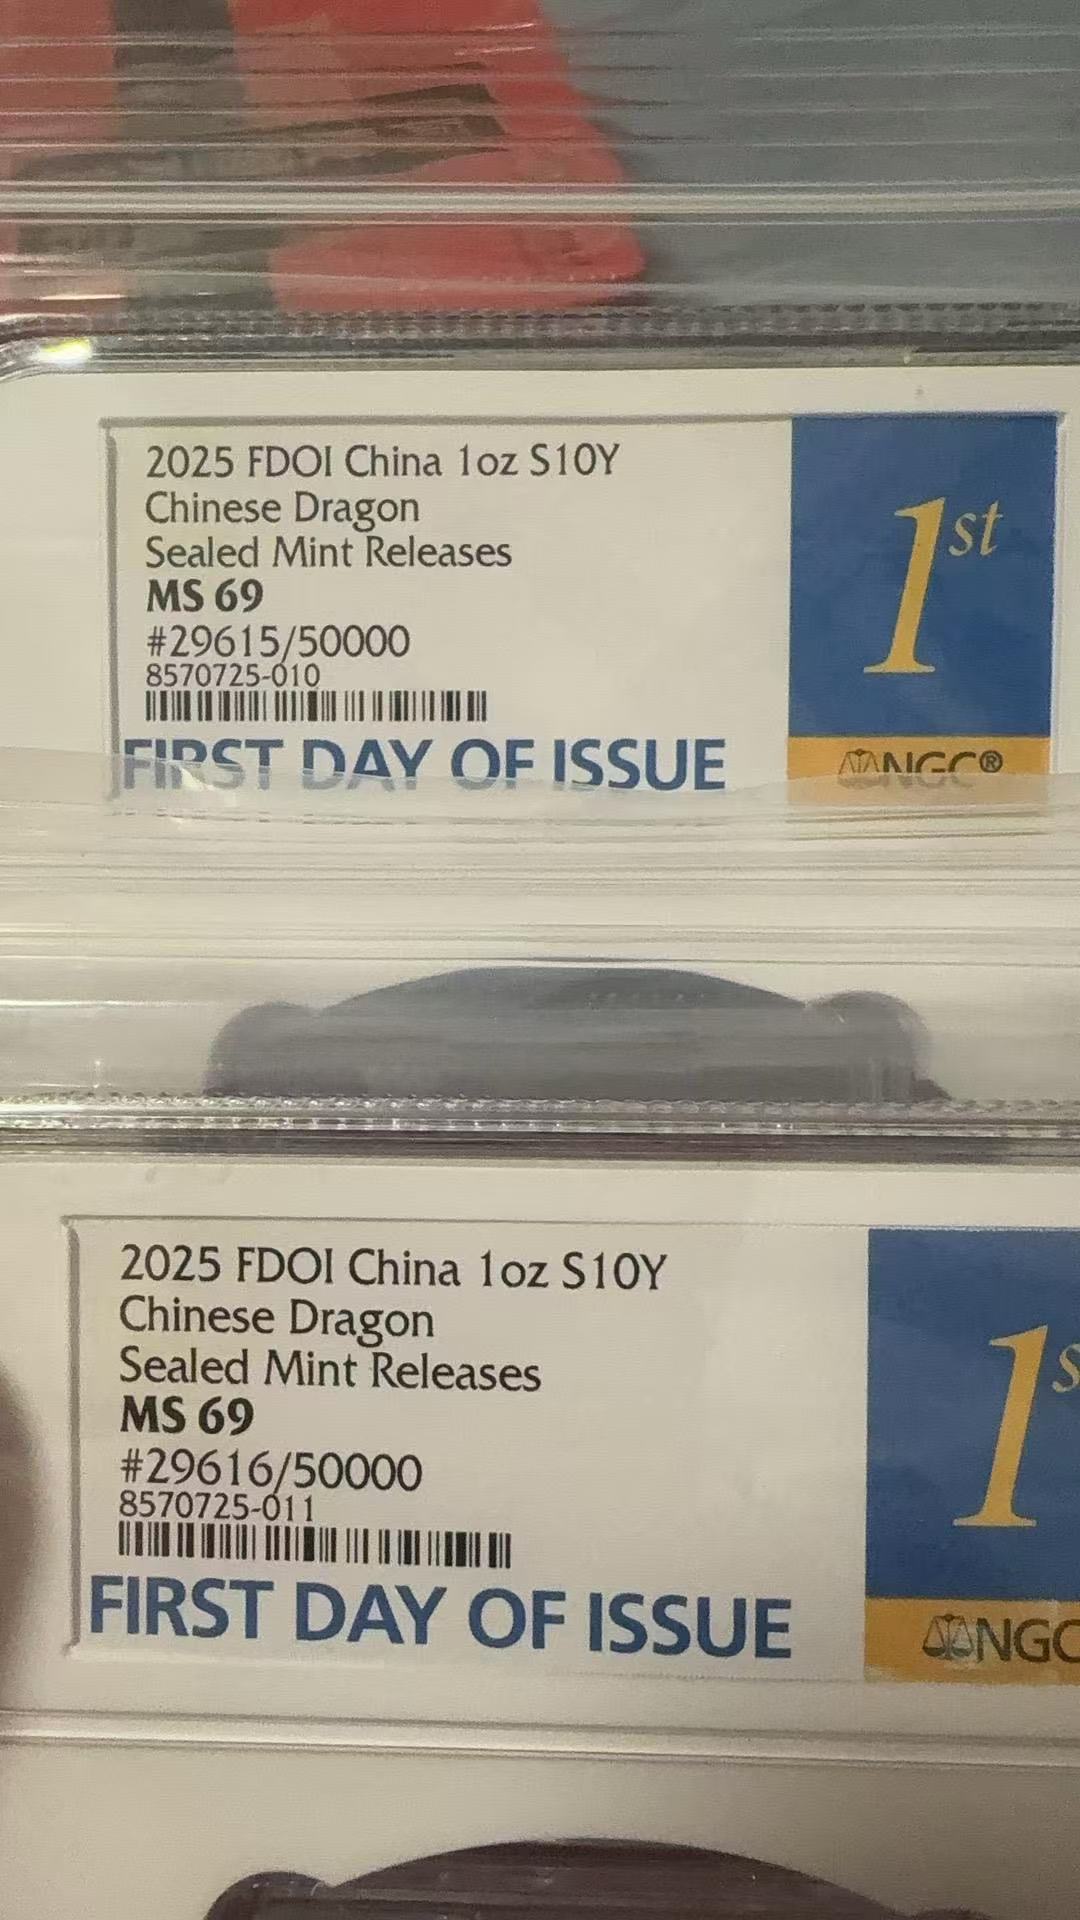 2025 FDOI China 1oz S10Y
Chinese Dragon
Sealed Mint Releases
MS 69
#29615/50000
8570725-010
FIRST DAY OF ISSUE
1st
NGC®
2025 FDOI China 1oz S10Y
Chinese Dragon
Sealed Mint Releases
MS 69
#29616/50000
8570725-011
FIRST DAY OF ISSUE
1s
NGC